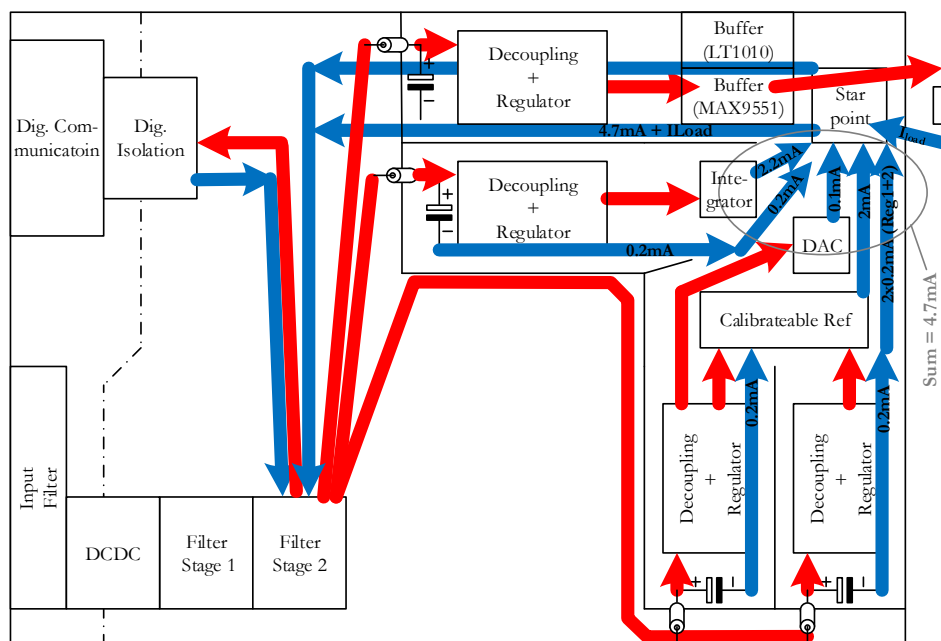 Buffer
(LT1010)
Decoupling
+
Regulator
Buffer
(MAX9551)
Star
point
Dig. Com-
municatoin
Dig.
Isolation
4.7mA + ILoad
Iload
+
−
Decoupling
+
Regulator
Inte-
grator
2.2mA
0.2mA
0.1mA
2mA
2x0.2mA (Reg1+2)
+
−
0.2mA
DAC
Calibrateable Ref
Sum = 4.7mA
Input
Filter
DCDC
Filter
Stage 1
Filter
Stage 2
Decoupling
+
Regulator
0.2mA
Decoupling
+
Regulator
0.2mA
+
−
+
−